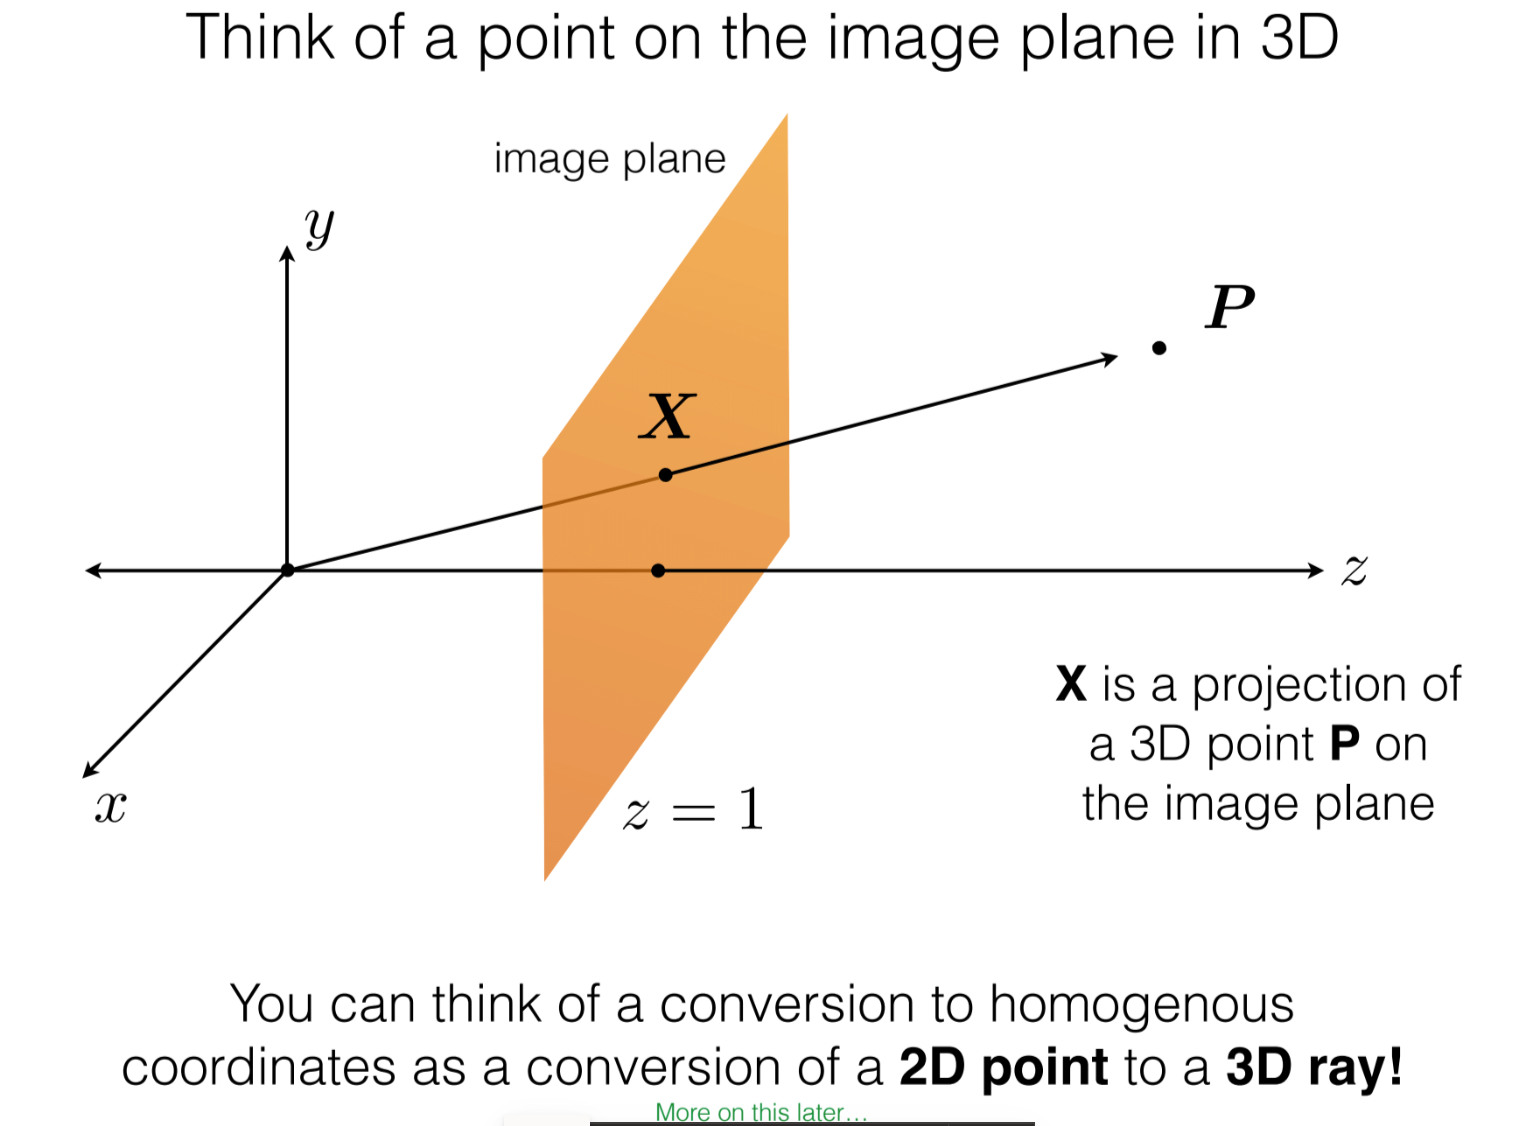 Think of a point on the image plane in 3D
image plane
y
P
X
z
X is a projection of
a 3D point P on
the image plane
x
z = 1
You can think of a conversion to homogenous
coordinates as a conversion of a 2D point to a 3D ray!
More on this later...